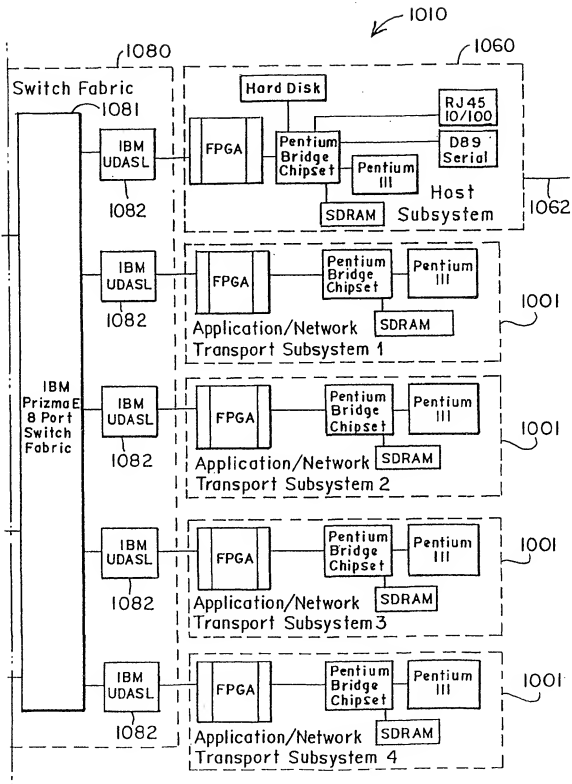 1010
1080
1060
Switch Fabric
1081
Hard Disk
RJ45
10/100
IBM
UDASL
FPGA
Pentium
Bridge
Chipset
D89
Serial
Pentium
III
1082
Host
Subsystem
SDRAM
1062
IBM
UDASL
FPGA
Pentium
Bridge
Chipset
Pentium
III
1082
SDRAM
1001
Application/Network
Transport Subsystem 1
IBM
PrizmaE
8 Port
Switch
Fabric
IBM
UDASL
FPGA
Pentium
Bridge
Chipset
Pentium
III
1082
SDRAM
1001
Application/Network
Transport Subsystem 2
IBM
UDASL
FPGA
Pentium
Bridge
Chipset
Pentium
III
1082
SDRAM
1001
Application/Network
Transport Subsystem 3
IBM
UDASL
FPGA
Pentium
Bridge
Chipset
Pentium
III
1082
SDRAM
1001
Application/Network
Transport Subsystem 4